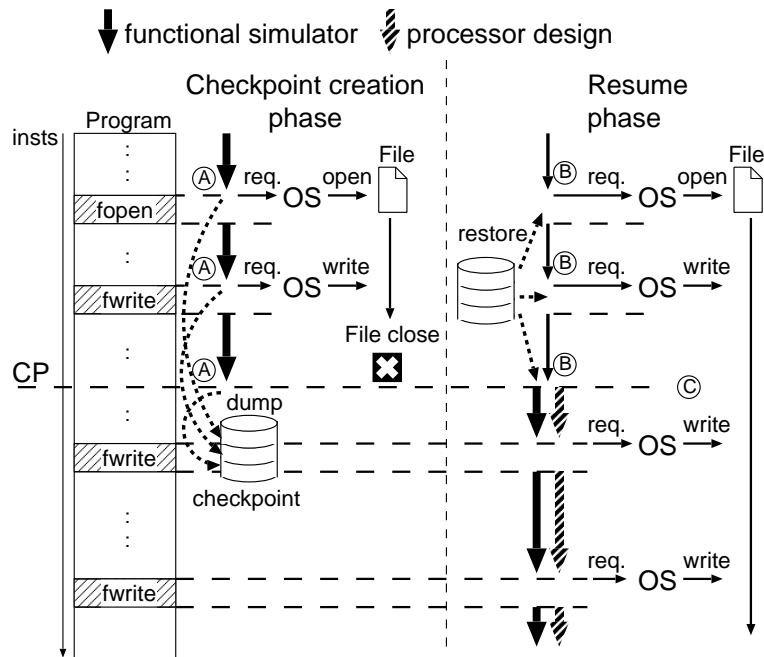 functional simulator processor design
Checkpoint creation phase
Resume phase
insts
Program
File
File
A req. OS open
B req. OS open
fopen
restore
A req. OS write
B req. OS write
fwrite
File close
A
B
CP
C
dump
req. OS write
fwrite
checkpoint
req. OS write
fwrite